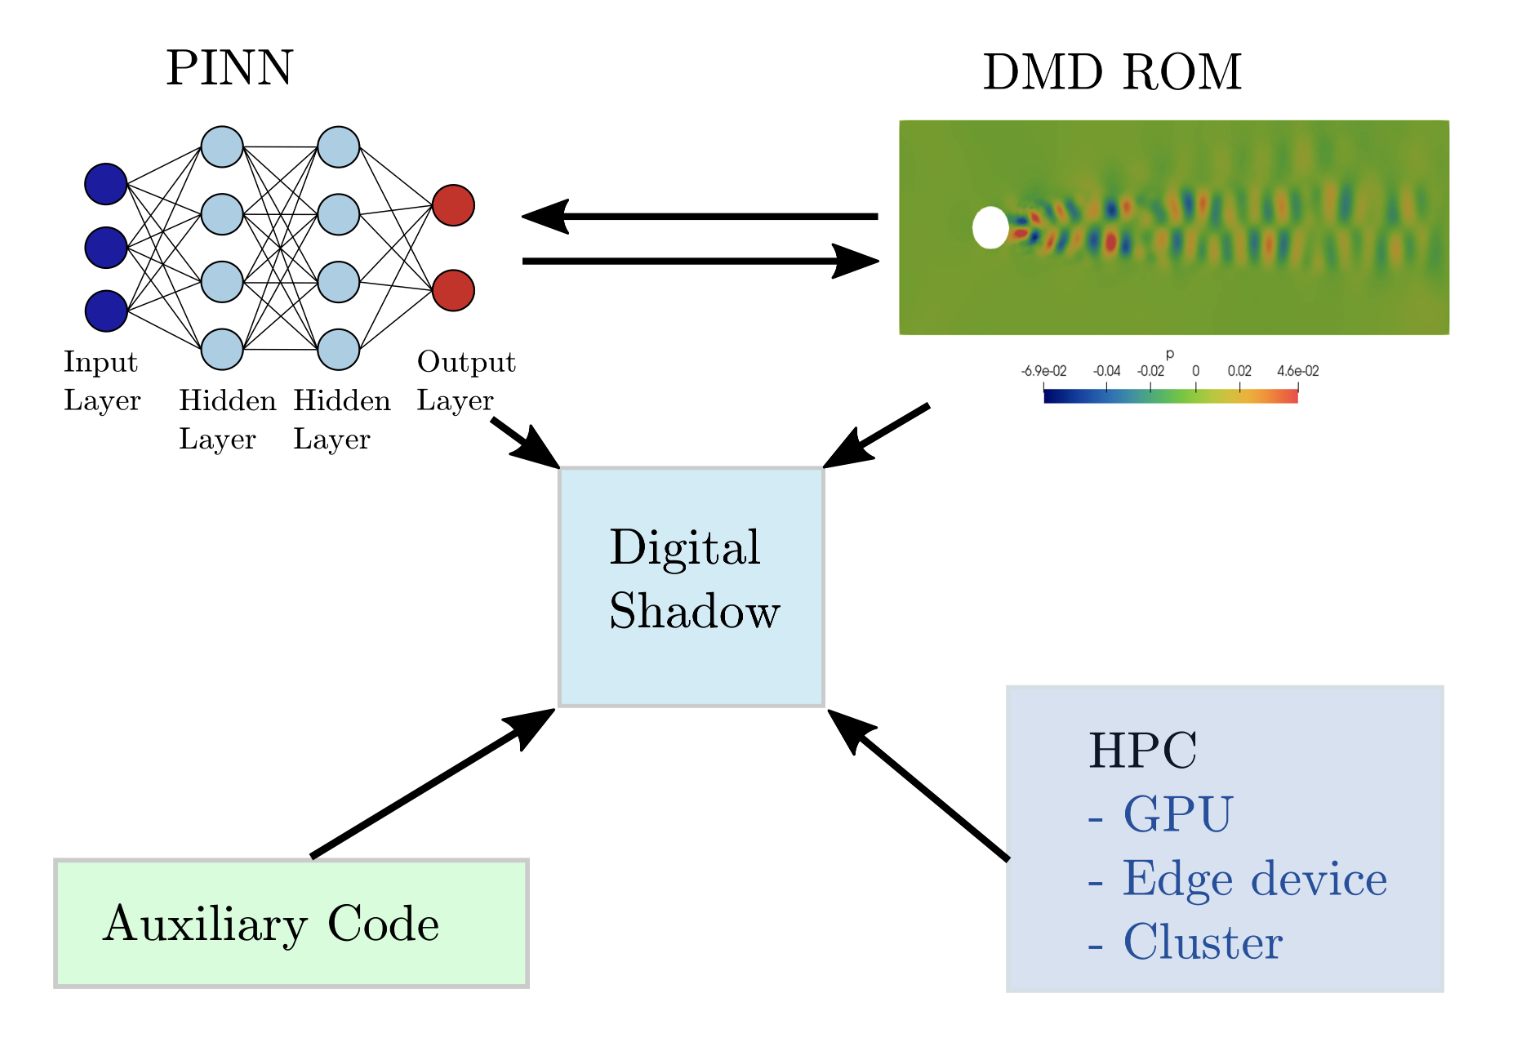 PINN
DMD ROM
Input
Layer
Hidden
Layer
Hidden
Layer
Output
Layer
p
-6.9e-02 -0.04 -0.02 0 0.02 4.6e-02
Digital
Shadow
Auxiliary Code
HPC
- GPU
- Edge device
- Cluster